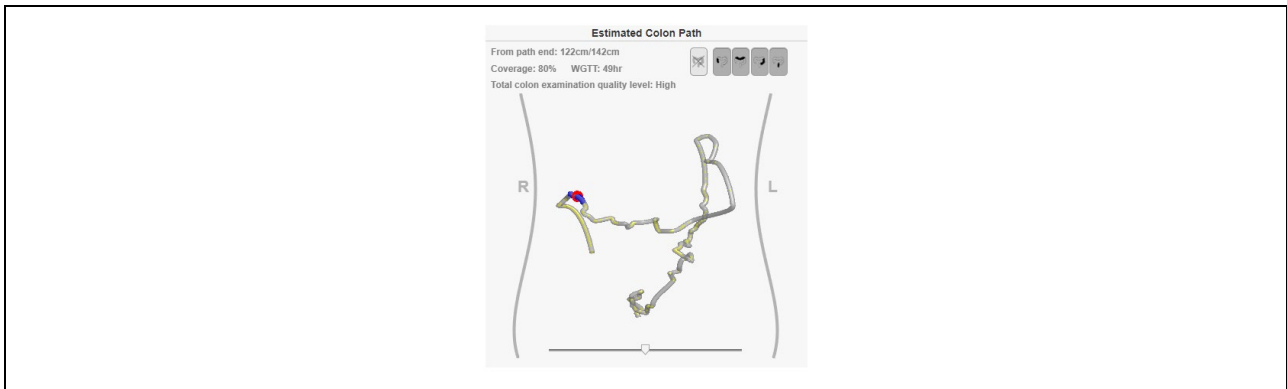 Estimated Colon Path
From path end: 122cm/142cm
Coverage: 80% WGTT: 49hr
Total colon examination quality level: High
R L